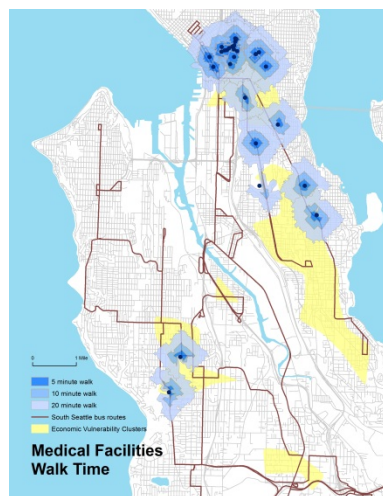 0 1 Mile
5 minute walk
10 minute walk
20 minute walk
South Seattle bus routes
Economic Vulnerability Clusters
Medical Facilities
Walk Time